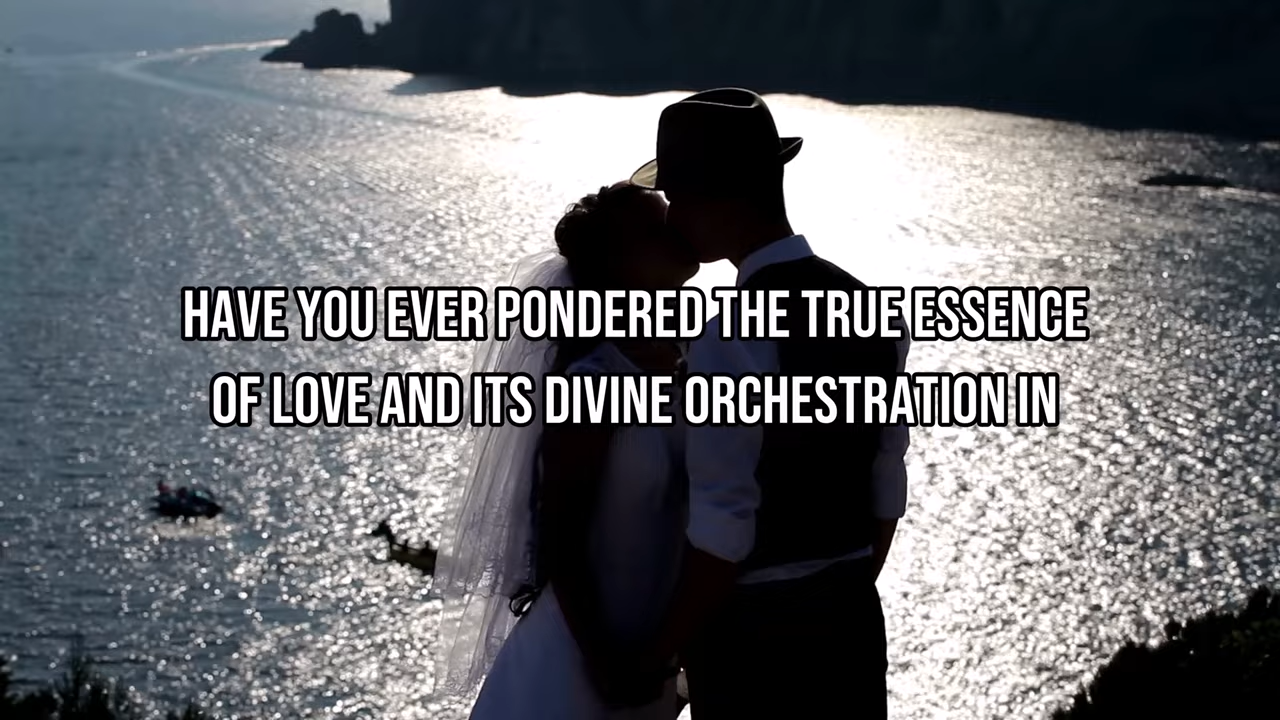 HAVE YOU EVER PONDERED THE TRUE ESSENCE
OF LOVE AND ITS DIVINE ORCHESTRATION IN